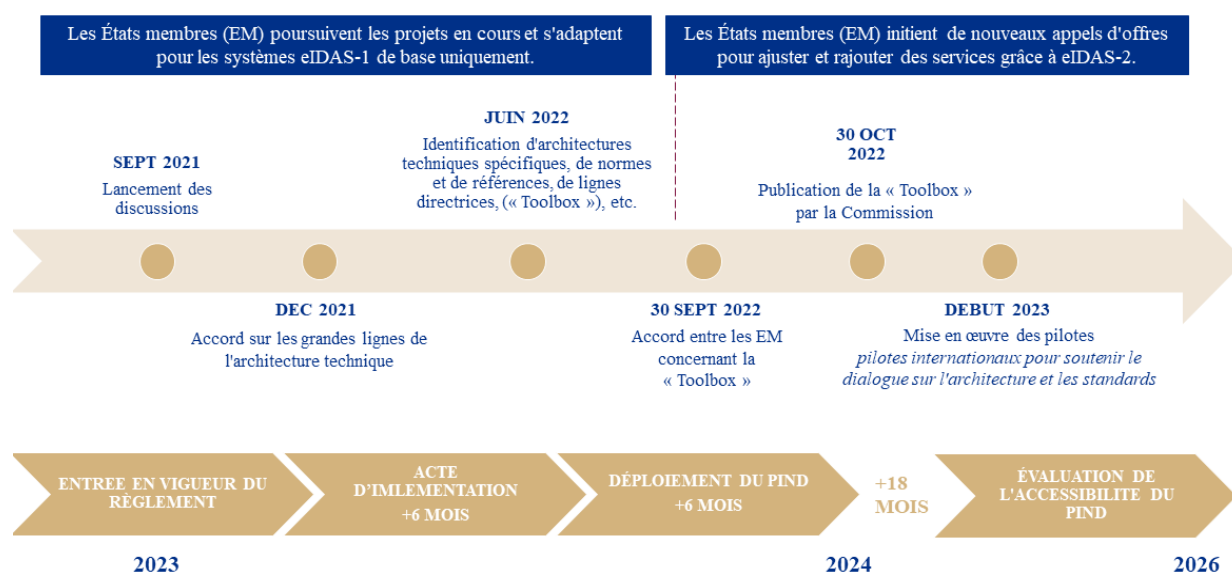 Les États membres (EM) poursuivent les projets en cours et s'adaptent
pour les systèmes eIDAS-1 de base uniquement.
Les États membres (EM) initient de nouveaux appels d'offres
pour ajuster et rajouter des services grâce à eIDAS-2.
SEPT 2021
Lancement des
discussions
JUIN 2022
Identification d'architectures
techniques spécifiques, de normes
et de références, de lignes
directrices, (« Toolbox »), etc.
30 OCT
2022
Publication de la « Toolbox »
par la Commission
DEC 2021
Accord sur les grandes lignes de
l'architecture technique
30 SEPT 2022
Accord entre les EM
concernant la
« Toolbox »
DEBUT 2023
Mise en œuvre des pilotes
pilotes internationaux pour soutenir le
dialogue sur l'architecture et les standards
ENTREE EN VIGUEUR DU
RÈGLEMENT
ACTE
D'IMLEMENTATION
+6 MOIS
DÉPLOIEMENT DU PIND
+6 MOIS
+18
MOIS
ÉVALUATION DE
L'ACCESSIBILITE DU
PIND
2023
2024
2026